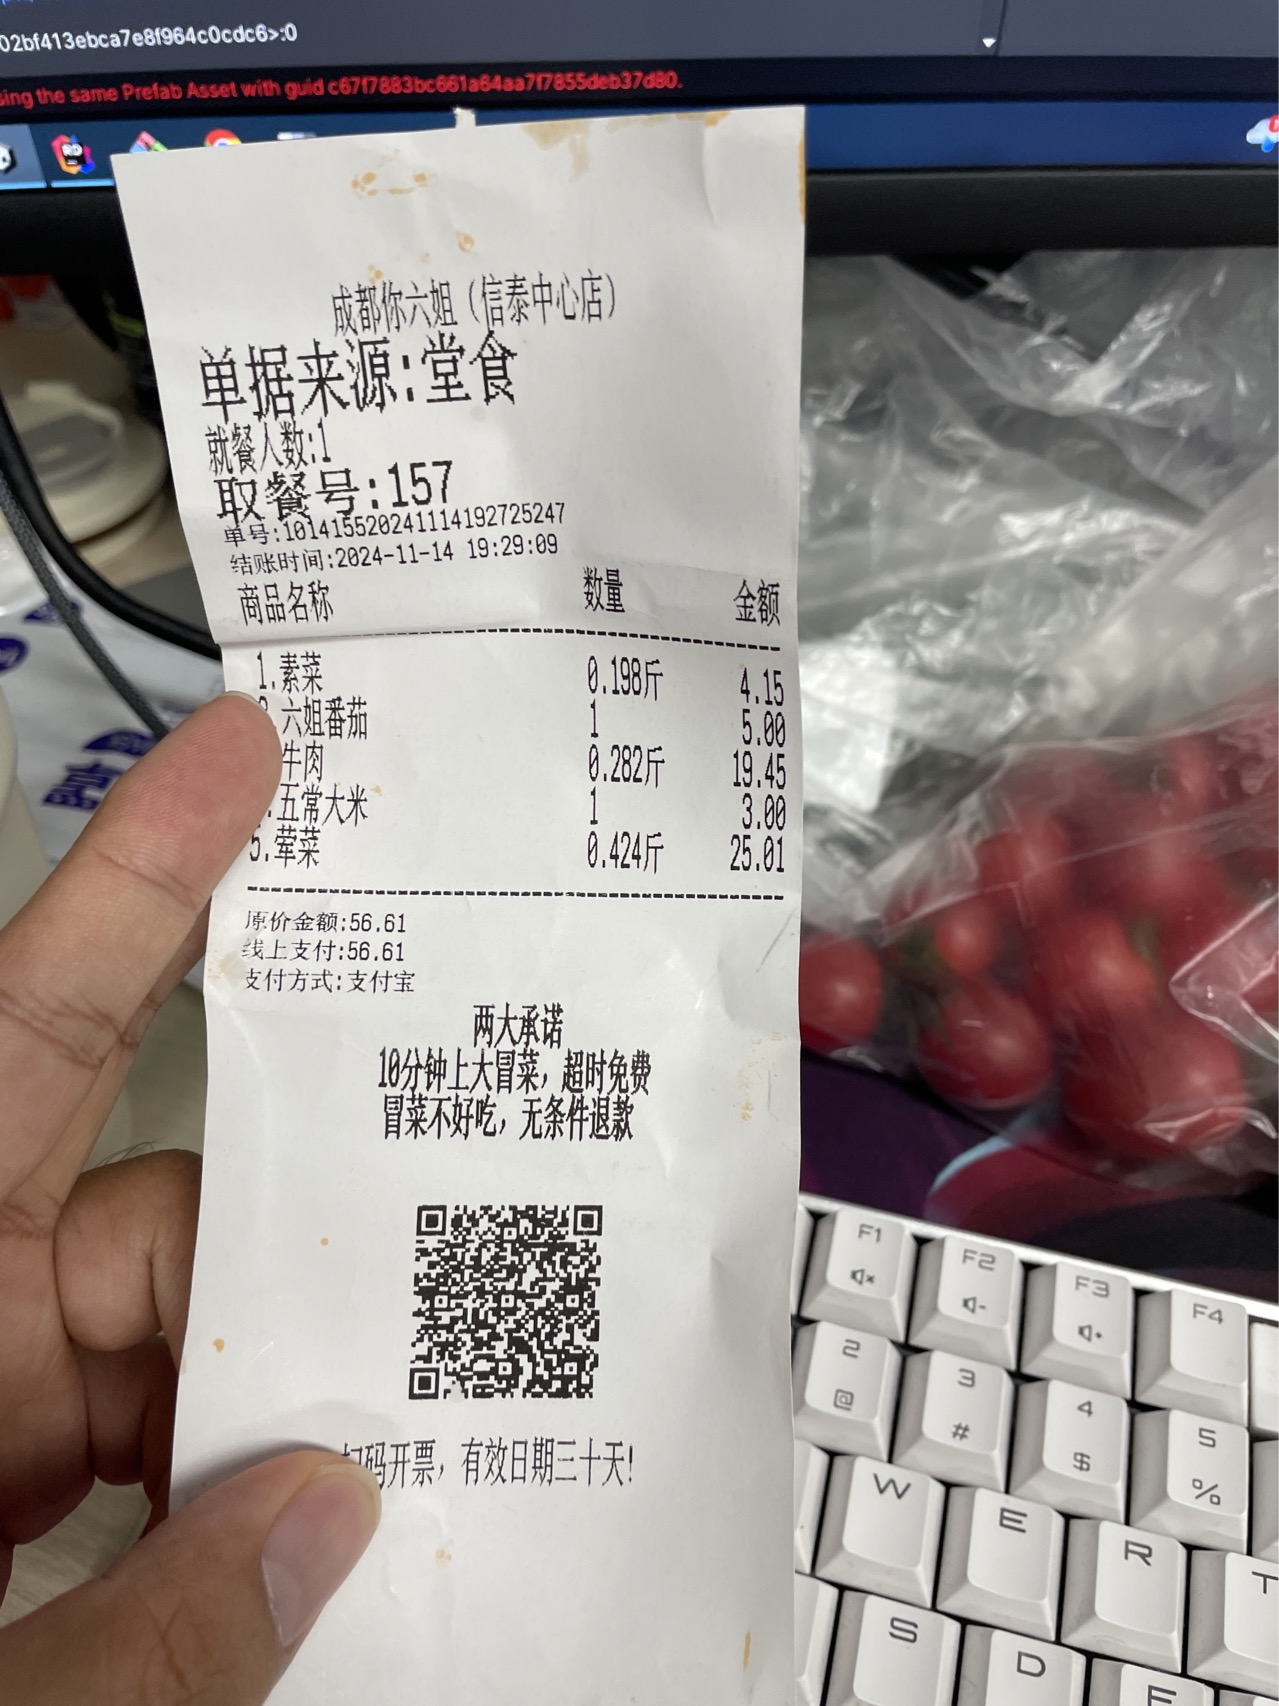 02bf413ebca7e8f964c0cdc6>:0
sing the same Prefab Asset with guid c67f7883bc661a64aa7f7855deb37d80.
成都你六姐（信泰中心店）
单据来源:堂食
就餐人数:1
取餐号:157
单号:101415520241114192725247
结账时间:2024-11-14 19:29:09
商品名称 数量 金额
1.素菜 0.198斤 4.15
六姐番茄 1 5.00
牛肉 0.282斤 19.45
.五常大米 1 3.00
5.荤菜 0.424斤 25.01
原价金额:56.61
线上支付:56.61
支付方式:支付宝
两大承诺
10分钟上大冒菜，超时免费
冒菜不好吃，无条件退款
扫码开票，有效日期三十天!
F1 F2 F3 F4
2 @ 3 # 4 $ 5 %
W E R T
S D F